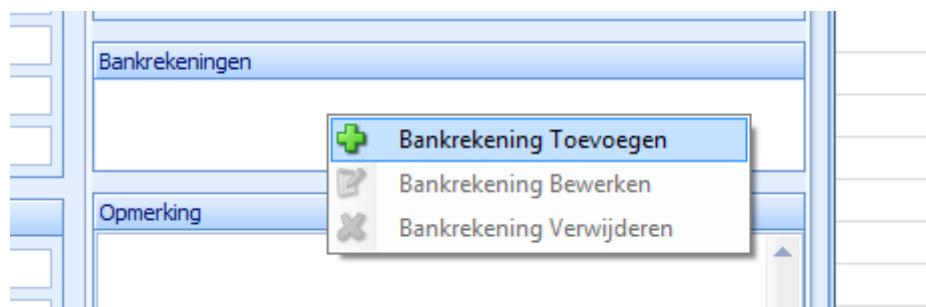 Bankrekeningen
Bankrekening Toevoegen
Bankrekening Bewerken
Bankrekening Verwijderen
Opmerking